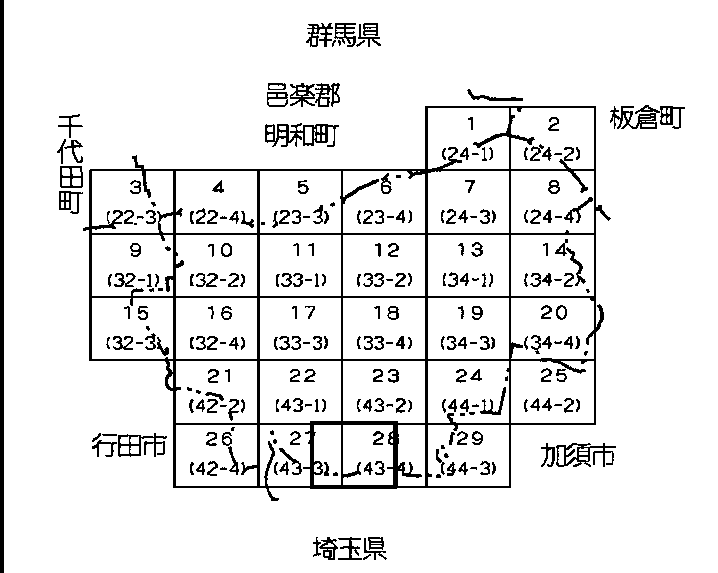 群馬県
邑楽郡
明和町
千代田町
板倉町
1 2
(24-1) (24-2)
3 4 5 6 7 8
(22-3) (22-4) (23-3) (23-4) (24-3) (24-4)
9 10 11 12 13 14
(32-1) (32-2) (33-1) (33-2) (34-1) (34-2)
15 16 17 18 19 20
(32-3) (32-4) (33-3) (33-4) (34-3) (34-4)
21 22 23 24 25
(42-2) (43-1) (43-2) (44-1) (44-2)
行田市
26 27 28 29
(42-4) (43-3) (43-4) (44-3)
加須市
埼玉県